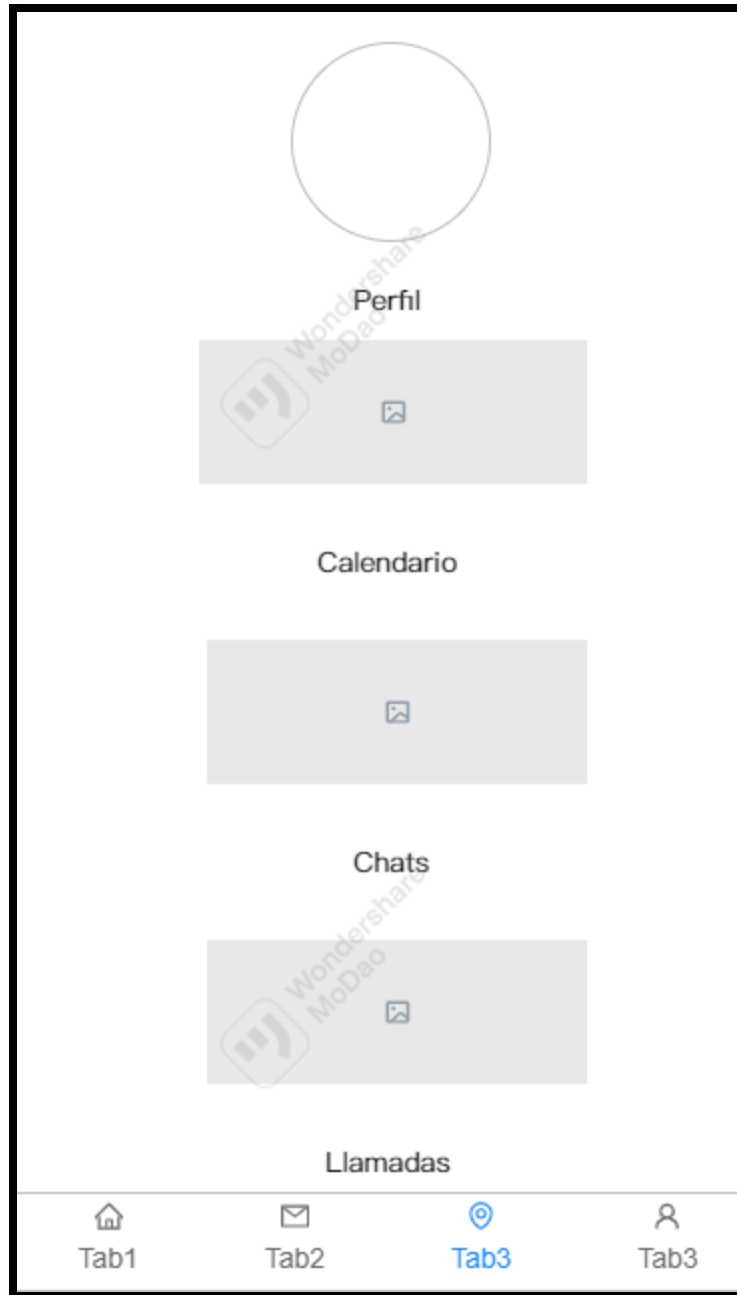 Wondershare
MoDao
Perfil
Calendario
Chats
Wondershare
MoDao
Llamadas
Tab1
Tab2
Tab3
Tab3